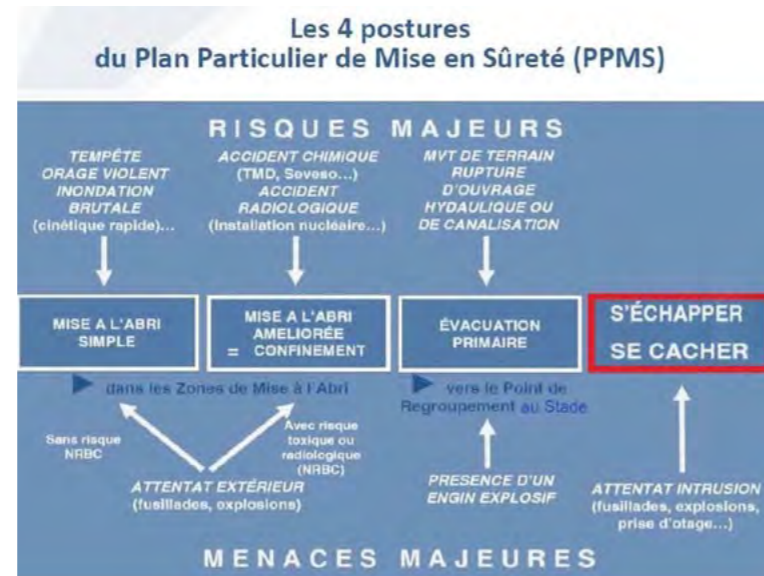 Les 4 postures
du Plan Particulier de Mise en Sûreté (PPMS)
RISQUES MAJEURS
TEMPÊTE
ORAGE VIOLENT
INONDATION
BRUTALE
(cinétique rapide)...
ACCIDENT CHIMIQUE
(TMD, Seveso...)
ACCIDENT
RADIOLOGIQUE
(Installation nucléaire...)
MVT DE TERRAIN
RUPTURE
D'OUVRAGE
HYDAULIQUE OU
DE CANALISATION
MISE A L'ABRI
SIMPLE
MISE A L'ABRI
AMELIORÉE
= CONFINEMENT
ÉVACUATION
PRIMAIRE
S'ÉCHAPPER
SE CACHER
dans les Zones de Mise à l'Abri
vers le Point de
Regroupement au Stade
Sans risque
NRBC
Avec risque
toxique ou
radiologique
(NRBC)
ATTENTAT EXTÉRIEUR
(fusillades, explosions)
PRESENCE D'UN
ENGIN EXPLOSIF
ATTENTAT INTRUSION
(fusillades, explosions,
prise d'otage...)
MENACES MAJEURES